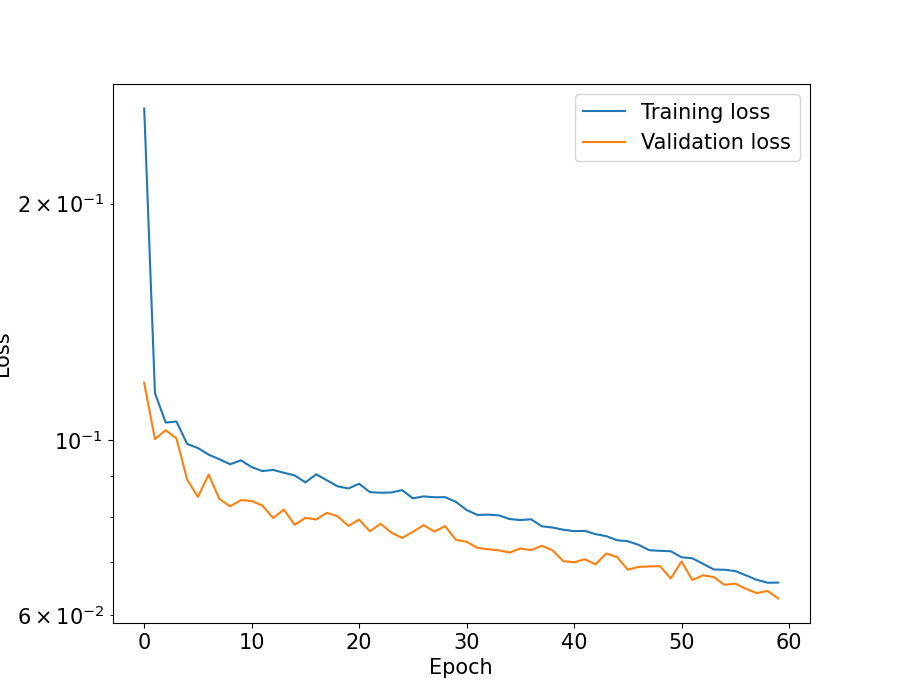 Training loss
Validation loss
2 × 10⁻¹
10⁻¹
6 × 10⁻²
Loss
0 10 20 30 40 50 60
Epoch